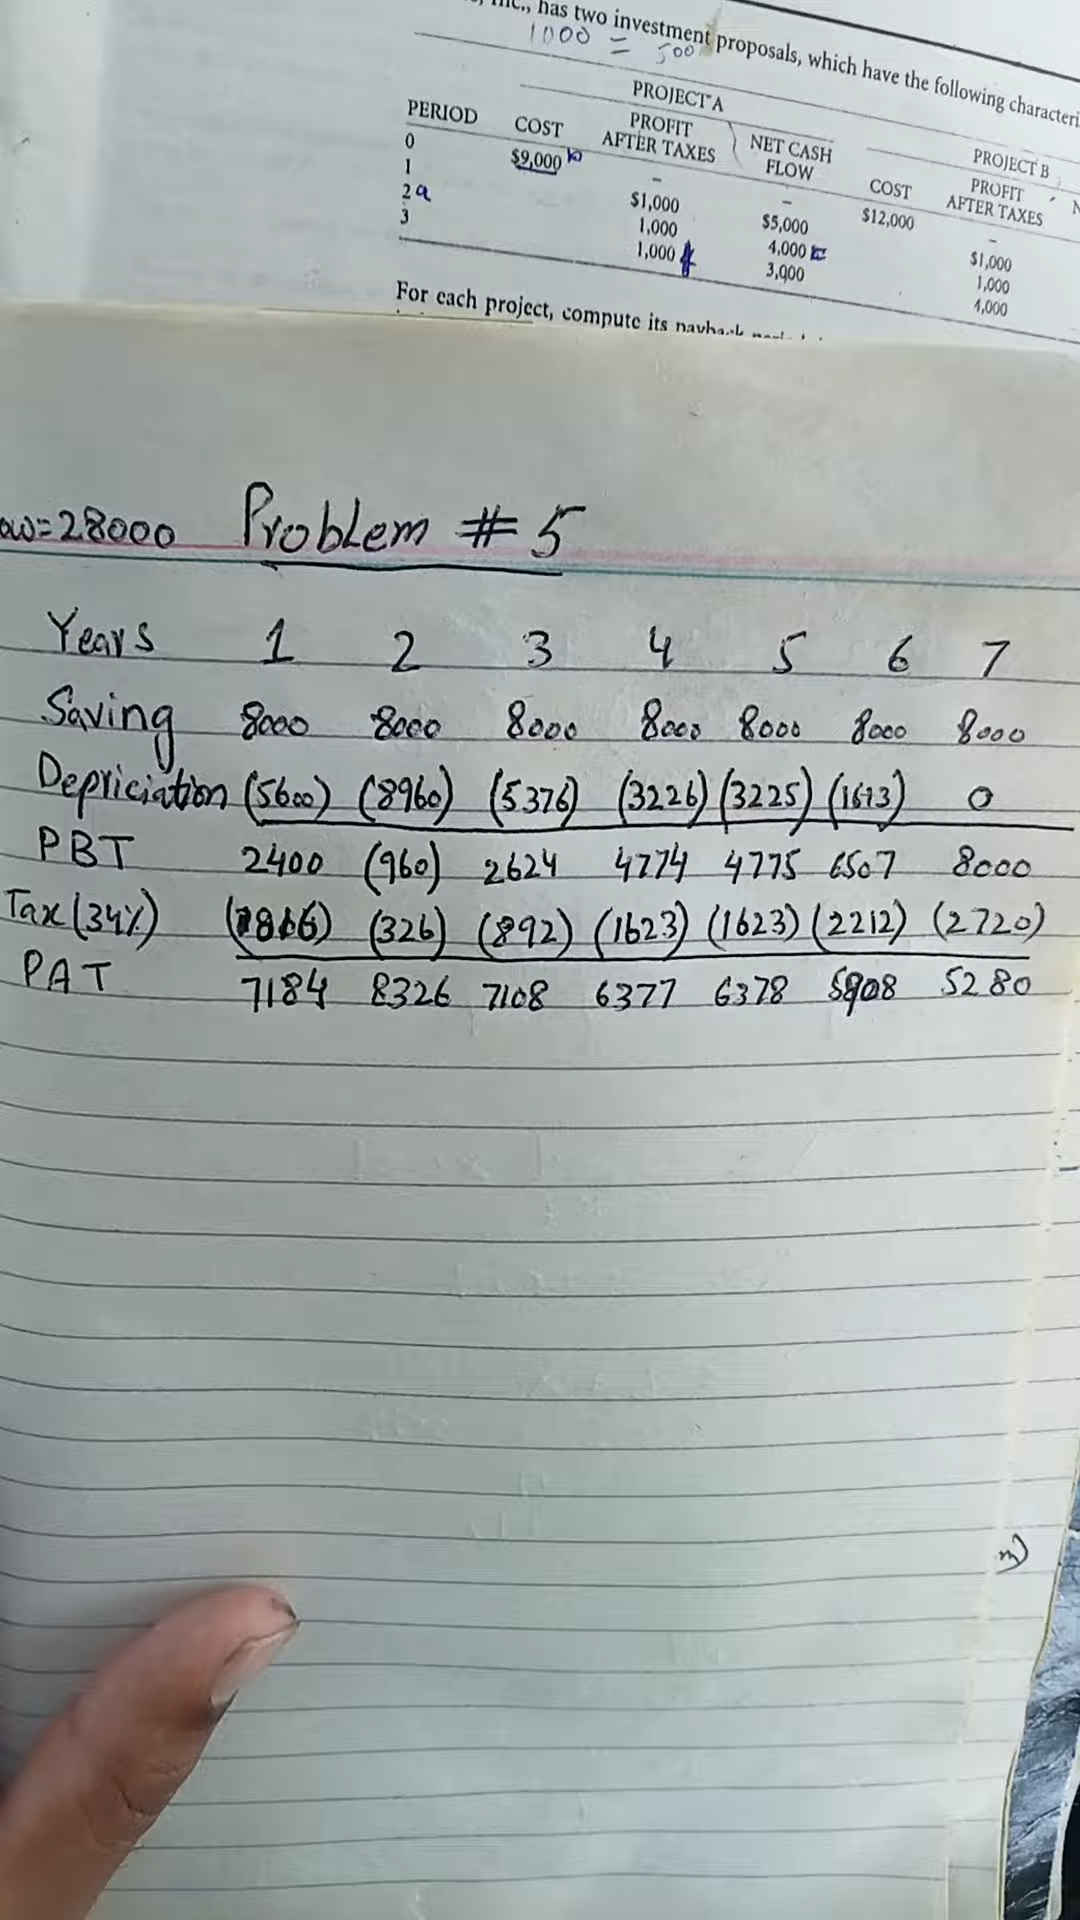 Inc., has two investment proposals, which have the following characteri
1000 = 500
PROJECT A
PROJECT B
PERIOD COST PROFIT AFTER TAXES NET CASH FLOW COST PROFIT AFTER TAXES N
0 $9,000 b – – $12,000 –
1 $1,000 $5,000 $1,000
2 a 1,000 4,000 c 1,000
3 1,000 3,000 4,000
For each project, compute its payback
=28000 Problem # 5
Years 1 2 3 4 5 6 7
Saving 8000 8000 8000 8000 8000 8000 8000
Depriciation (5600) (8960) (5376) (3226) (3225) (1613) 0
PBT 2400 (960) 2624 4774 4775 6507 8000
Tax (34%) (816) (326) (892) (1623) (1623) (2212) (2720)
PAT 7184 8326 7108 6377 6378 5908 5280